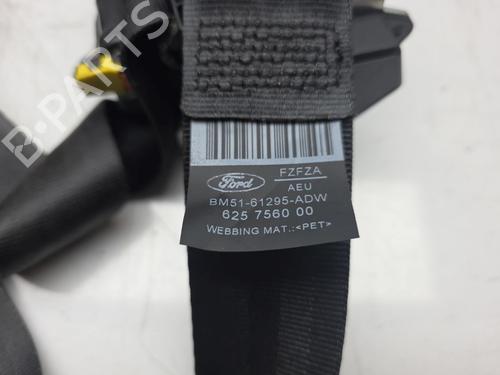 B-PARTS
Ford
FZFZA
AEU
BM51-61295-ADW
625 7560 00
WEBBING MAT.:<PET>